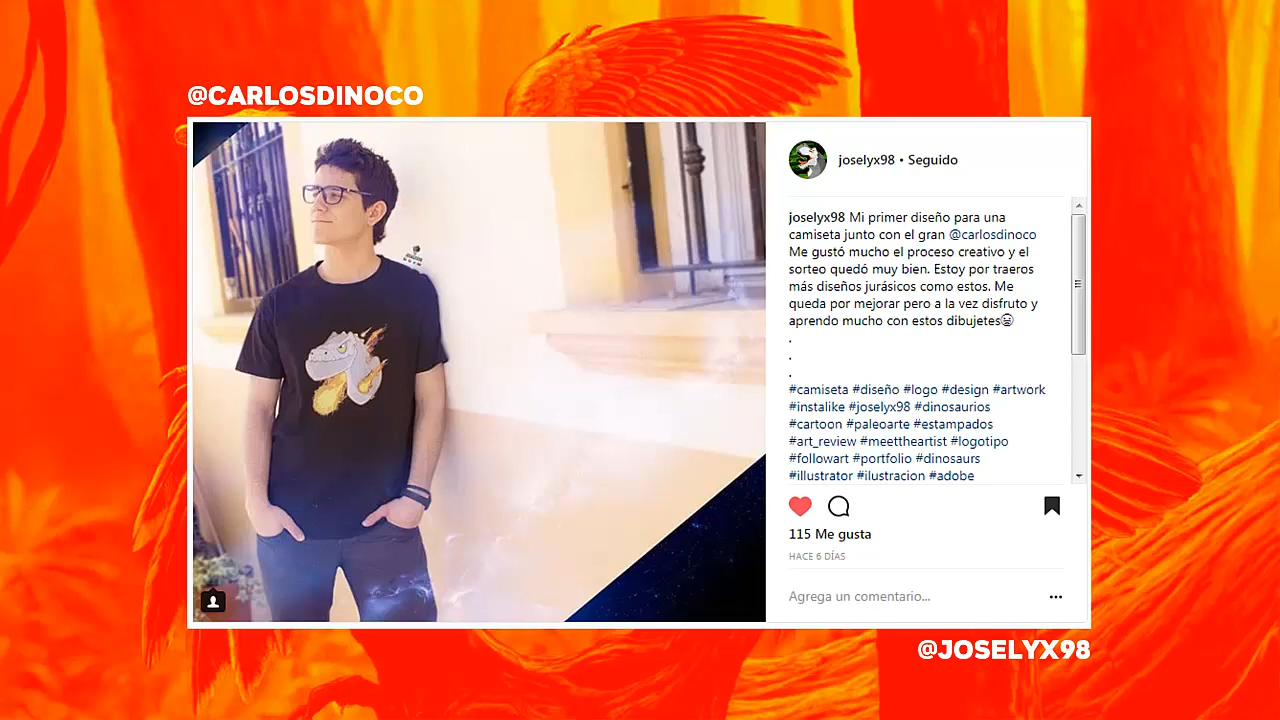 @CARLOSDINOCO
joselyx98 • Seguido
joselyx98 Mi primer diseño para una
camiseta junto con el gran @carlosdinoco
Me gustó mucho el proceso creativo y el
sorteo quedó muy bien. Estoy por traeros
más diseños jurásicos como estos. Me
queda por mejorar pero a la vez disfruto y
aprendo mucho con estos dibujetes😬
.
.
.
#camiseta #diseño #logo #design #artwork
#instalike #joselyx98 #dinosaurios
#cartoon #paleoarte #estampados
#art_review #meettheartist #logotipo
#followart #portfolio #dinosaurs
#illustrator #ilustracion #adobe
115 Me gusta
HACE 6 DÍAS
Agrega un comentario...
@JOSELYX98